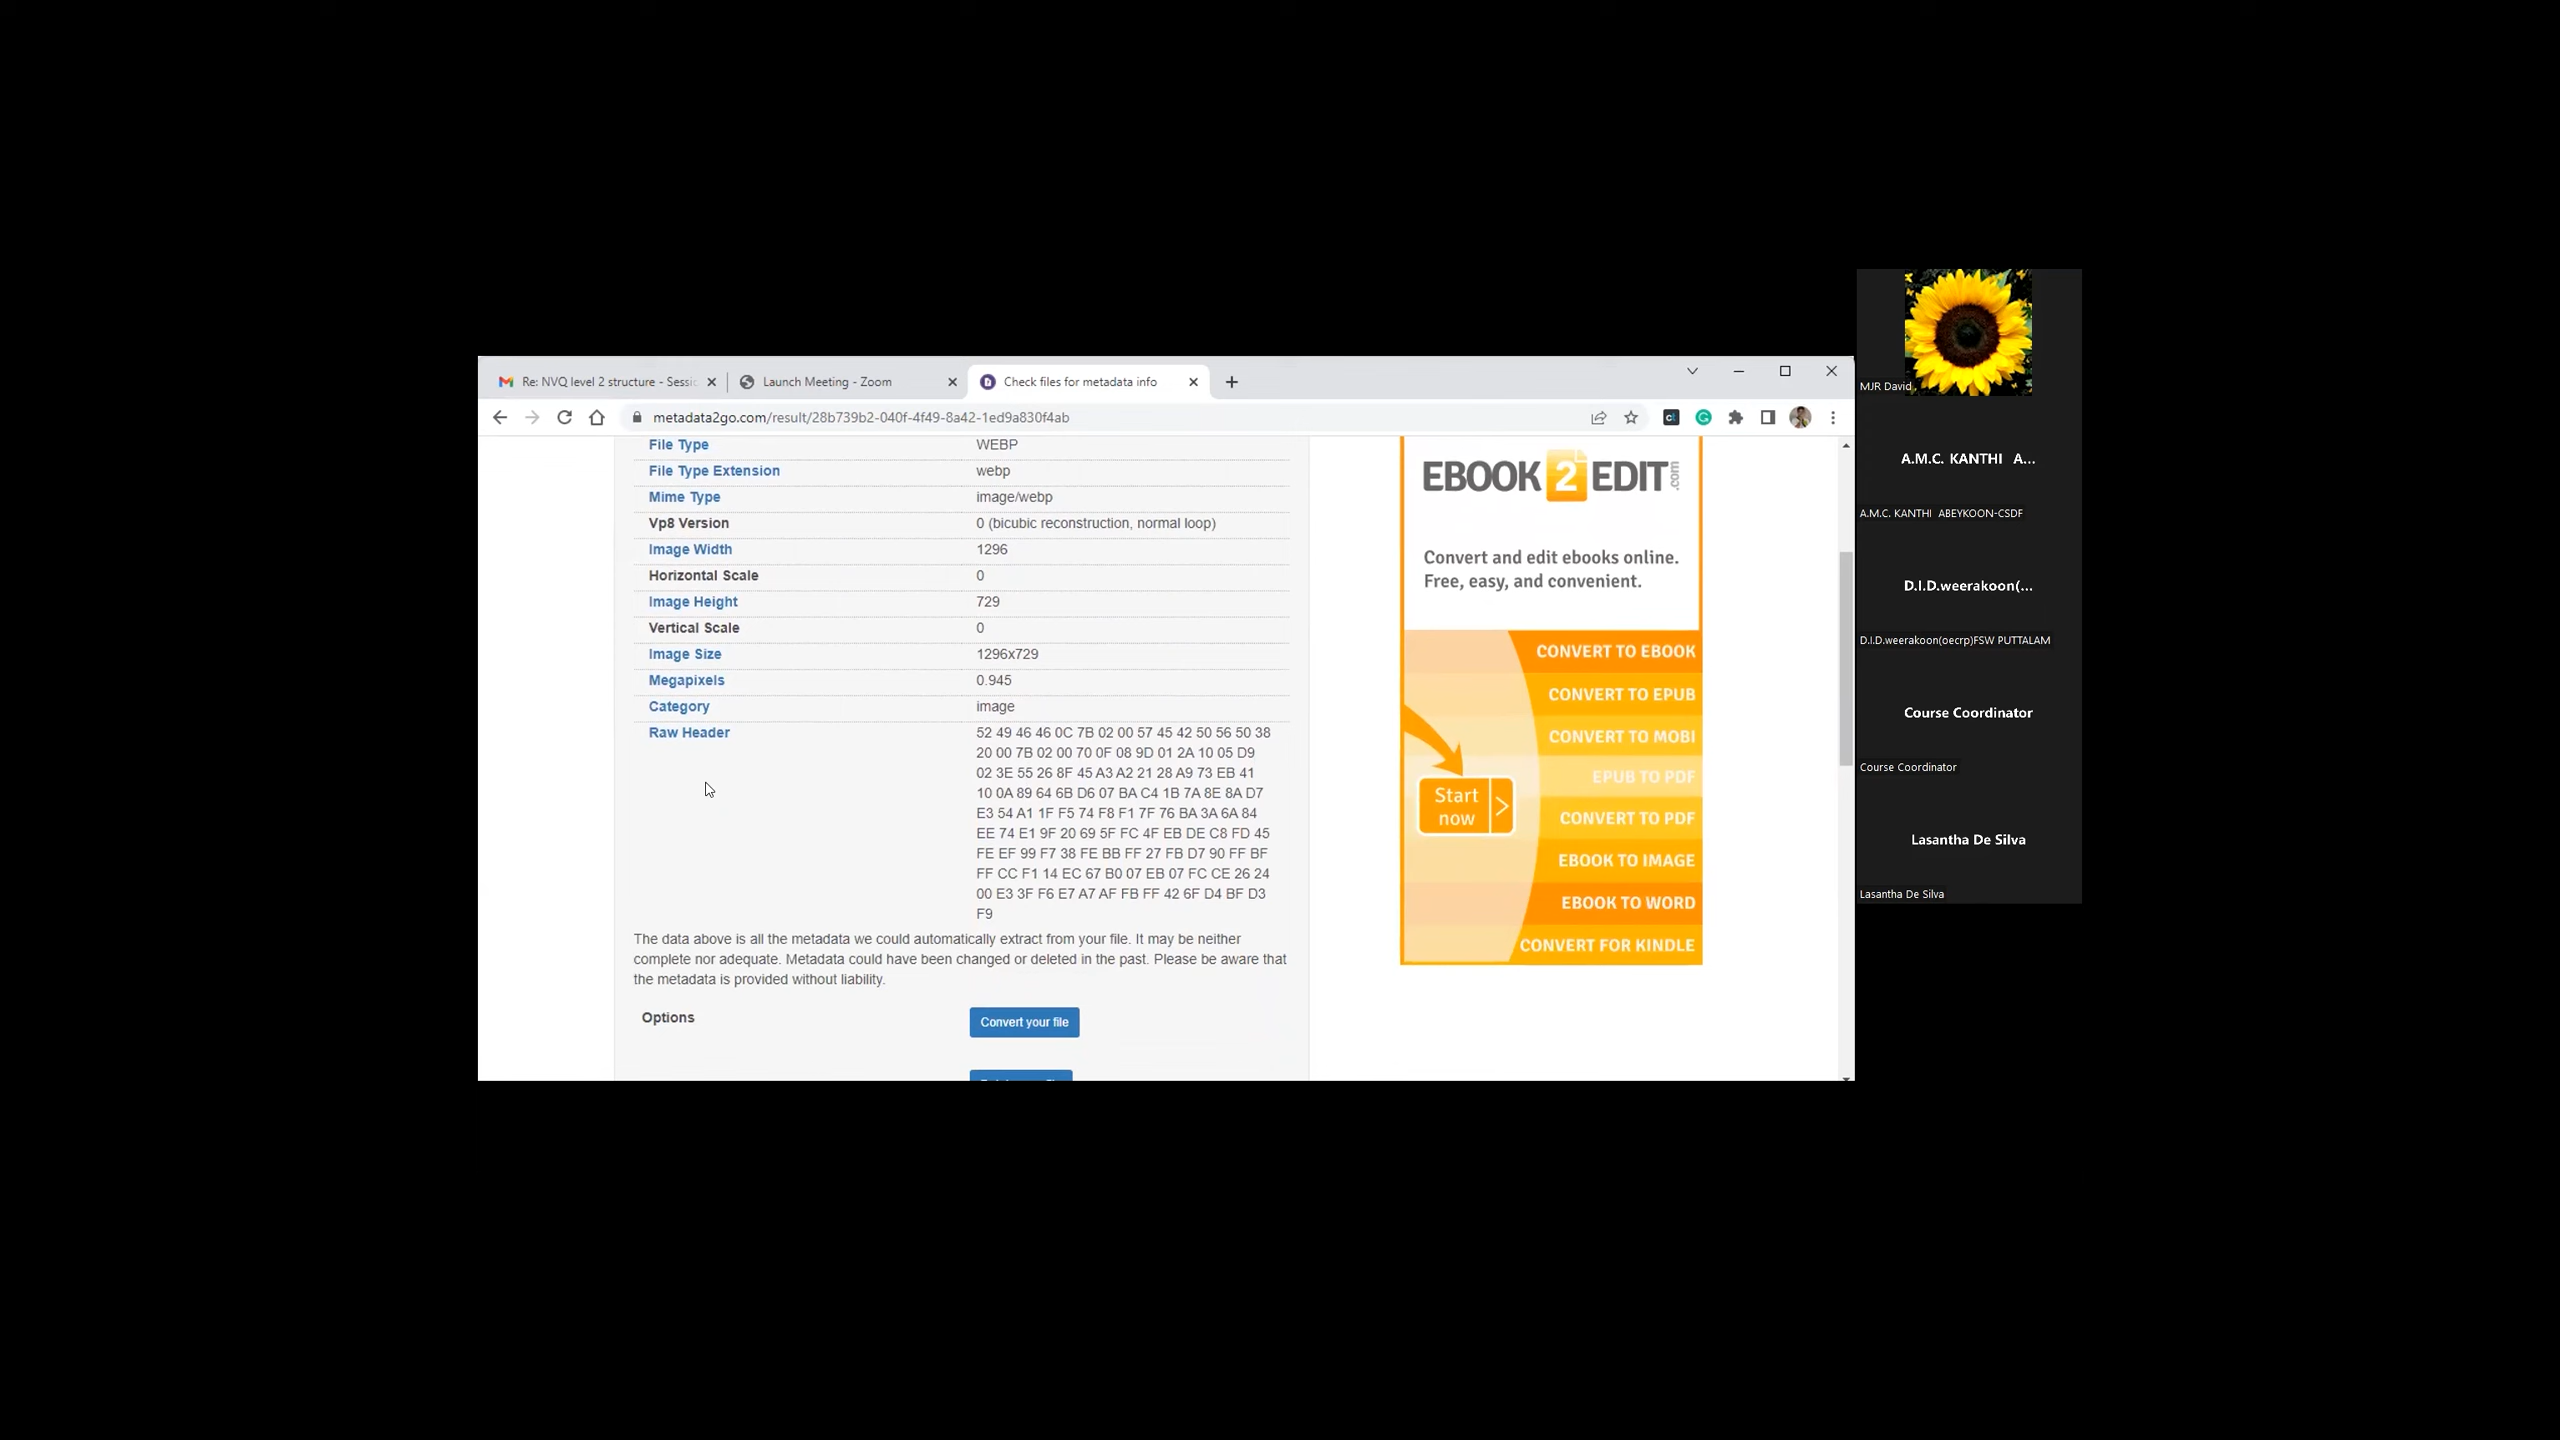 Re: NVQ level 2 structure - Sessi
Launch Meeting - Zoom
Check files for metadata info
metadata2go.com/result/28b739b2-040f-4f49-8a42-1ed9a830f4ab
File Type WEBP
File Type Extension webp
Mime Type image/webp
Vp8 Version 0 (bicubic reconstruction, normal loop)
Image Width 1296
Horizontal Scale 0
Image Height 729
Vertical Scale 0
Image Size 1296x729
Megapixels 0.945
Category image
Raw Header 52 49 46 46 0C 7B 02 00 57 45 42 50 56 50 38
20 00 7B 02 00 70 0F 08 9D 01 2A 10 05 D9
02 3E 55 26 8F 45 A3 A2 21 28 A9 73 EB 41
10 0A 89 64 6B D6 07 BA C4 1B 7A 8E 8A D7
E3 54 A1 1F F5 74 F8 F1 7F 76 BA 3A 6A 84
EE 74 E1 9F 20 69 5F FC 4F EB DE C8 FD 45
FE EF 99 F7 38 FE BB FF 27 FB D7 90 FF BF
FF CC F1 14 EC 67 B0 07 EB 07 FC CE 26 24
00 E3 3F F6 E7 A7 AF FB FF 42 6F D4 BF D3
F9
The data above is all the metadata we could automatically extract from your file. It may be neither
complete nor adequate. Metadata could have been changed or deleted in the past. Please be aware that
the metadata is provided without liability.
Options
Convert your file
EBOOK2EDIT.com
Convert and edit ebooks online.
Free, easy, and convenient.
CONVERT TO EBOOK
CONVERT TO EPUB
CONVERT TO MOBI
EPUB TO PDF
CONVERT TO PDF
EBOOK TO IMAGE
EBOOK TO WORD
CONVERT FOR KINDLE
Start
now
MJR David
A.M.C. KANTHI A...
A.M.C. KANTHI ABEYKOON-CSDF
D.I.D.weerakoon(...
D.I.D.weerakoon(oecrp)FSW PUTTALAM
Course Coordinator
Course Coordinator
Lasantha De Silva
Lasantha De Silva